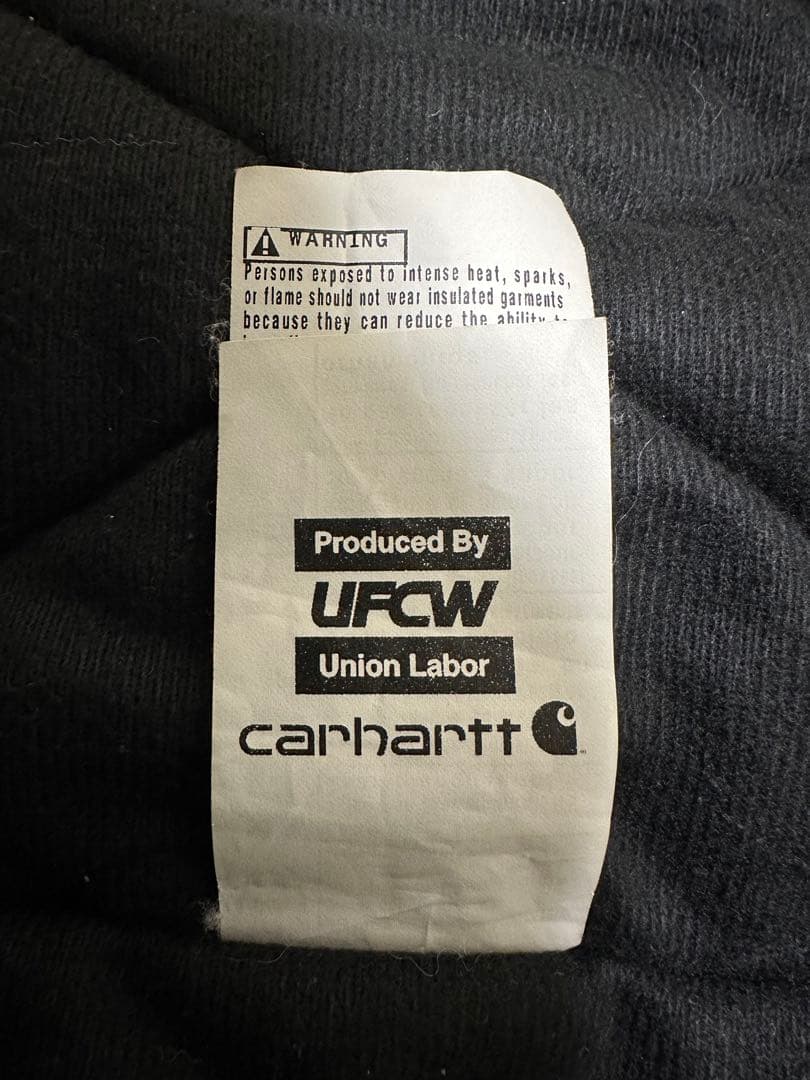 WARNING
Persons exposed to intense heat, sparks,
or flame should not wear insulated garments
because they can reduce the ability
Produced By
UFCW
Union Labor
carhartt